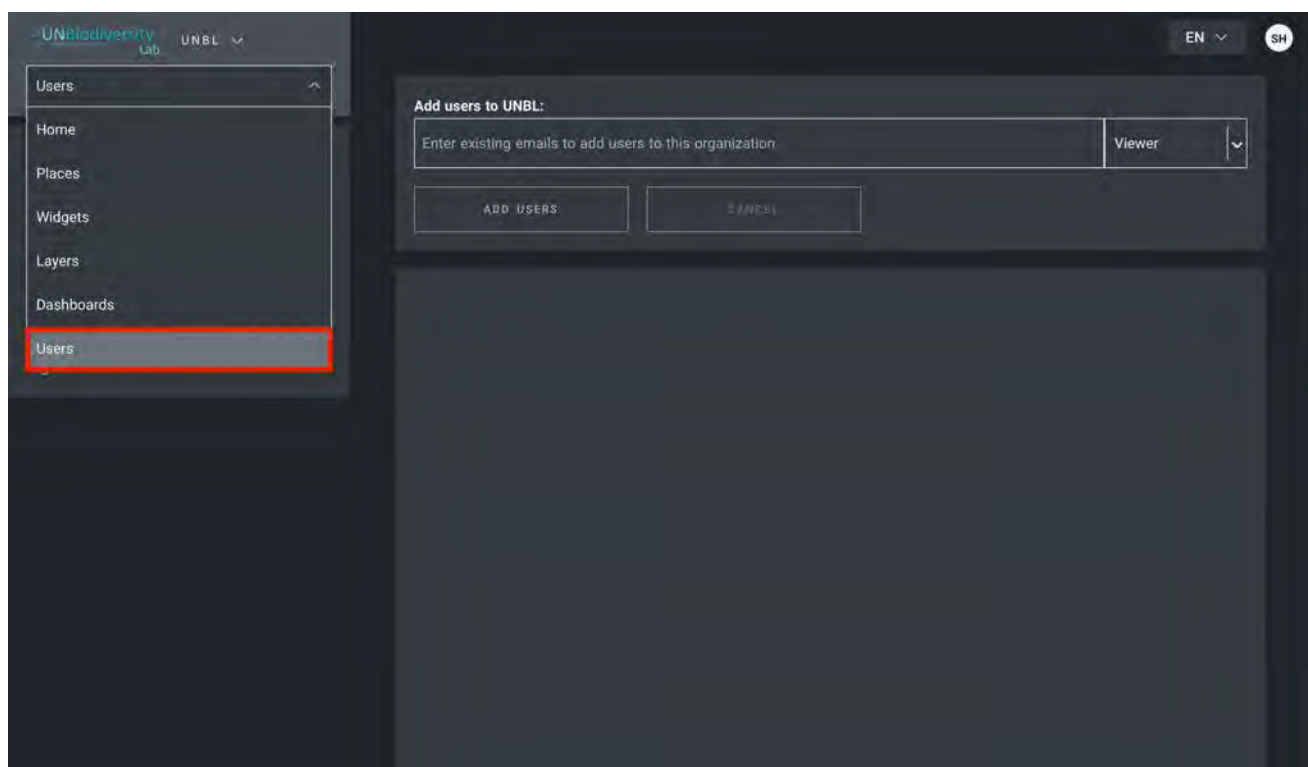 UNBiodiversity
Lab
UNBL
EN
SH
Users
Home
Places
Widgets
Layers
Dashboards
Users
Add users to UNBL:
Enter existing emails to add users to this organization
Viewer
ADD USERS
CANCEL